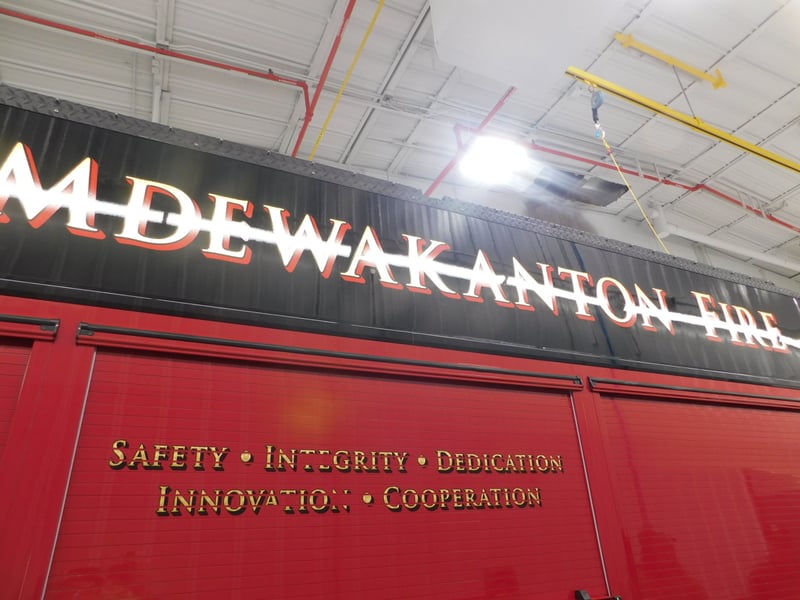 MDEWAKANTON FIRE
SAFETY • INTEGRITY • DEDICATION
INNOVATION • COOPERATION